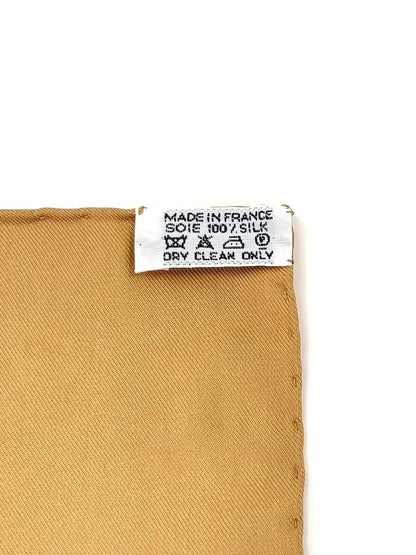 MADE IN FRANCE
SOIE 100% SILK
DRY CLEAN ONLY